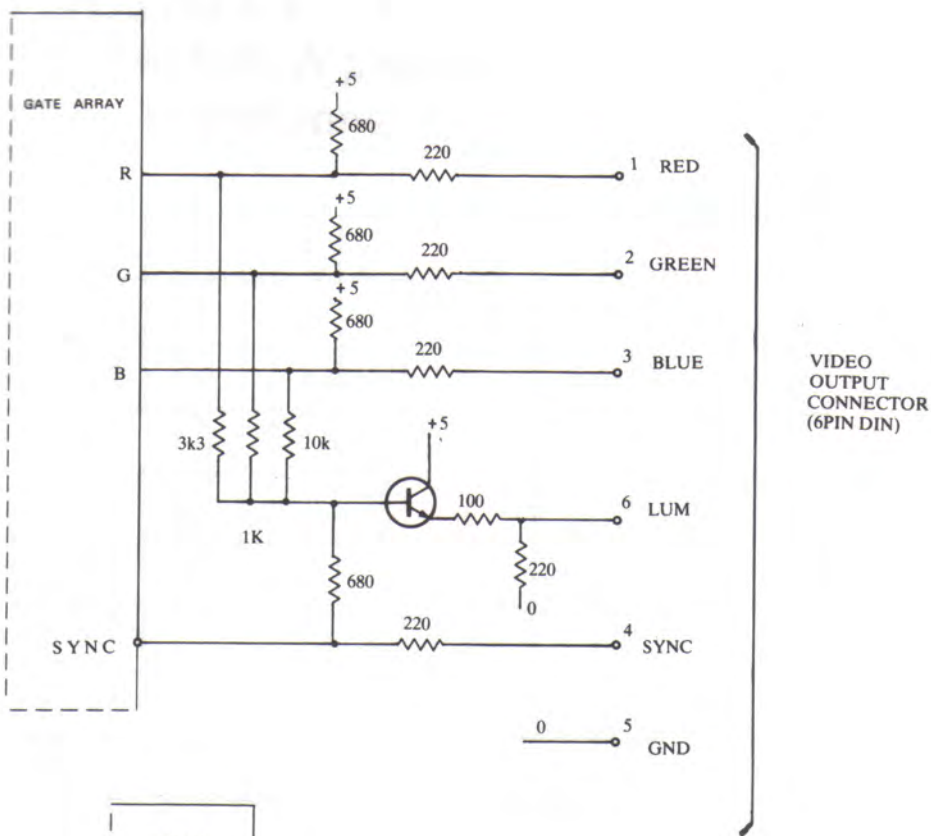 GATE ARRAY
+5
680
220
R
1 RED
+5
680
220
G
2 GREEN
+5
680
220
B
3 BLUE
VIDEO
OUTPUT
CONNECTOR
(6PIN DIN)
3k3
10k
+5
100
6 LUM
1K
680
220
0
220
SYNC
4 SYNC
0
5 GND